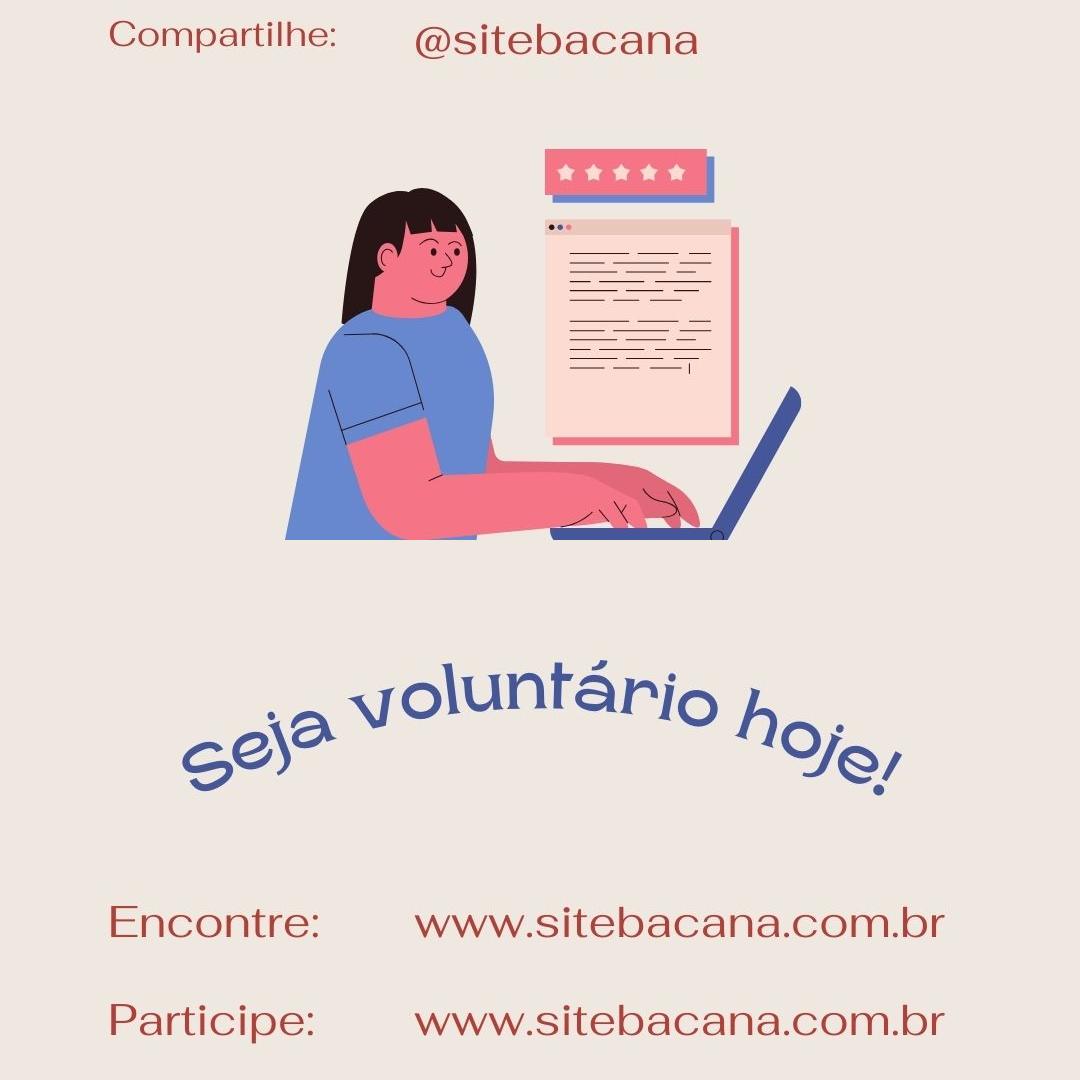 Compartilhe: @sitebacana
Seja voluntário hoje!
Encontre: www.sitebacana.com.br
Participe: www.sitebacana.com.br